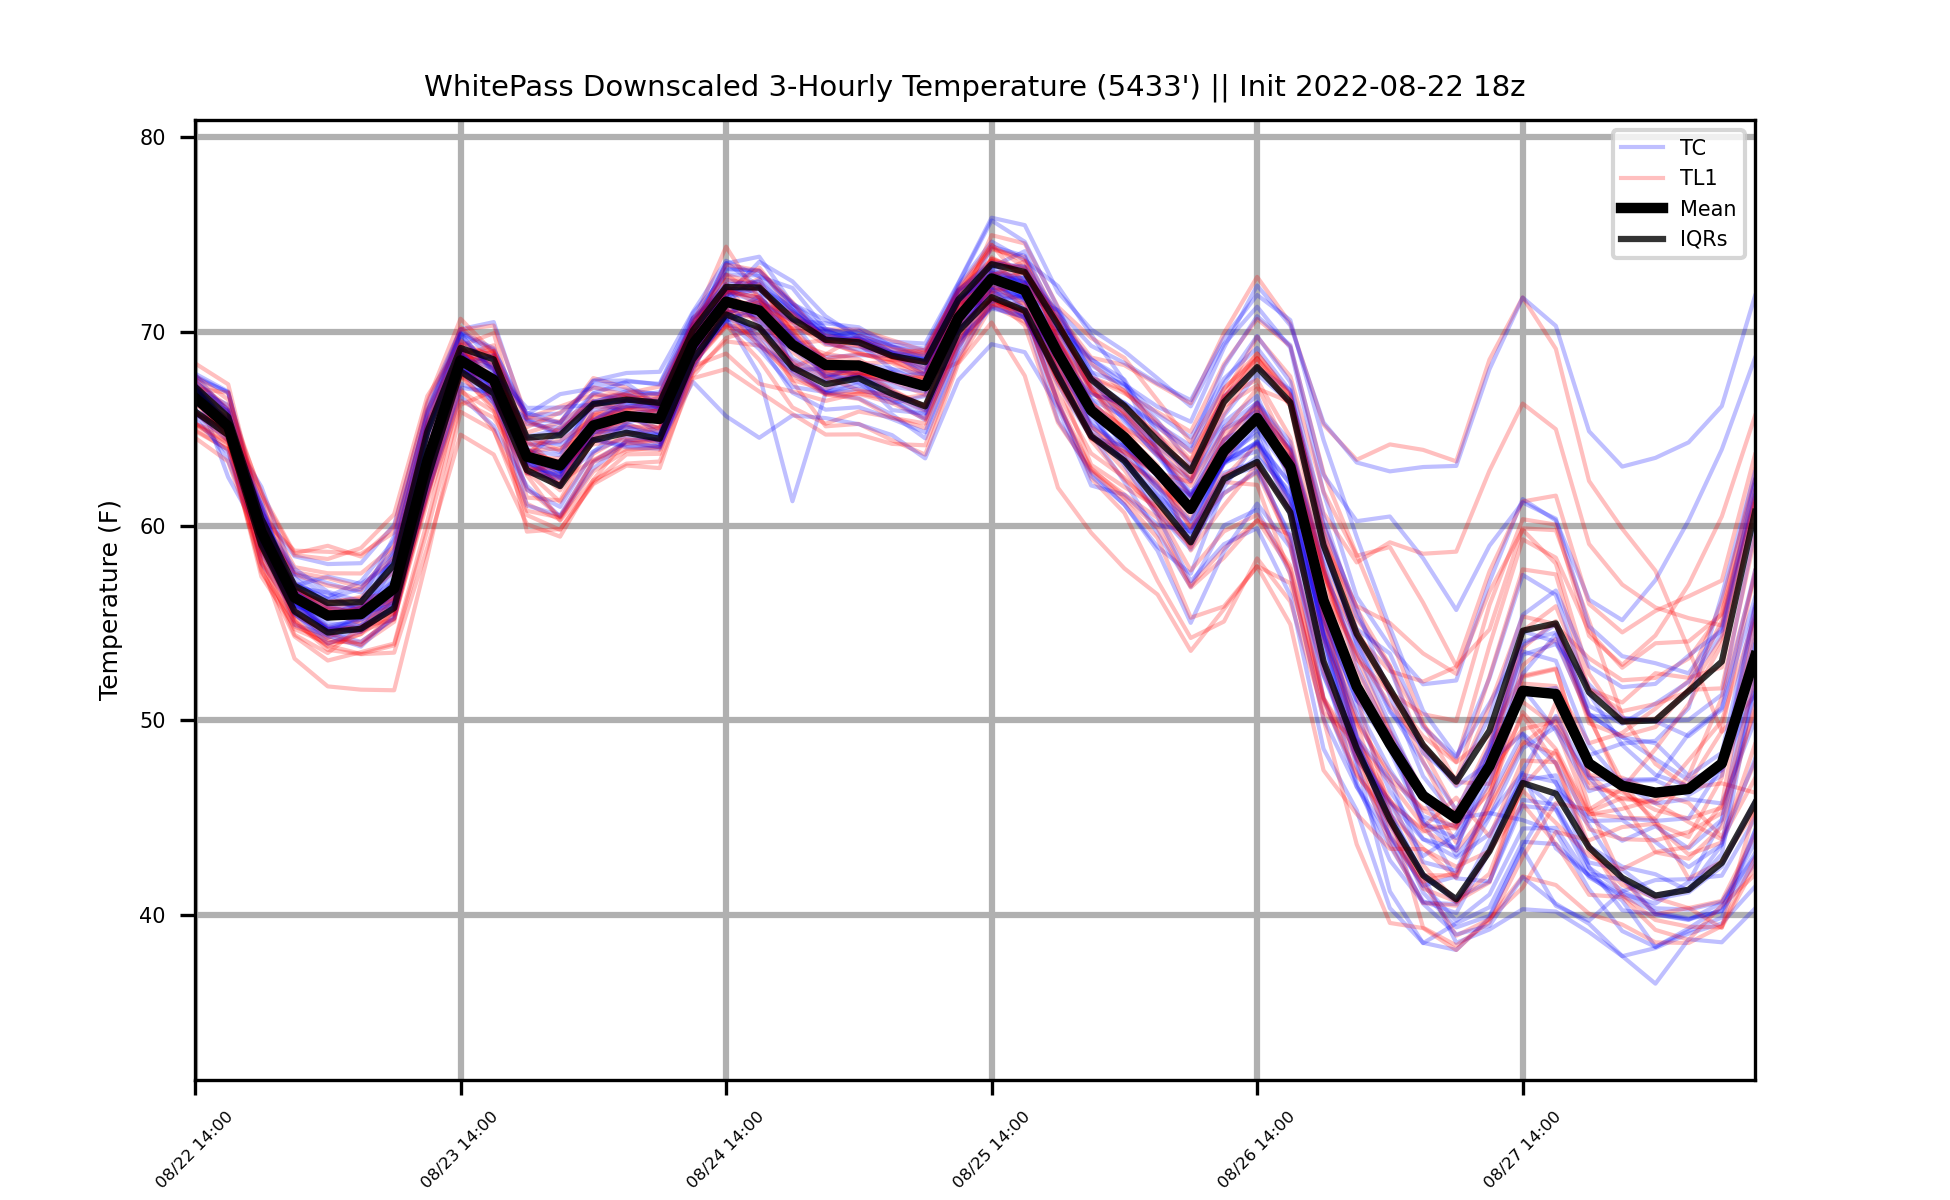 WhitePass Downscaled 3-Hourly Temperature (5433') || Init 2022-08-22 18z
80
70
60
50
40
Temperature (F)
TC
TL1
Mean
IQRs
08/22 14:00
08/23 14:00
08/24 14:00
08/25 14:00
08/26 14:00
08/27 14:00